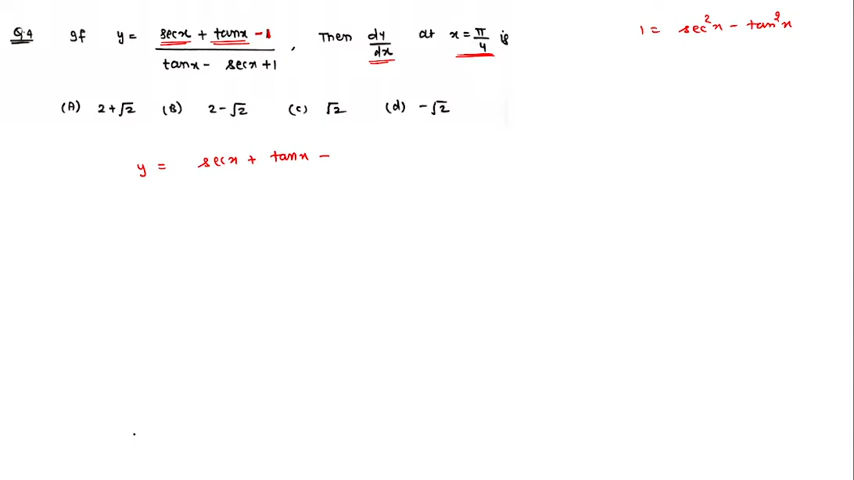 Q.4 If y = secx + tanx - 1 / tanx - secx + 1 , Then dy/dx at x = π/4 is
1 = sec²x - tan²x
(A) 2+√2 (B) 2-√2 (c) √2 (d) -√2
y = secx + tanx -